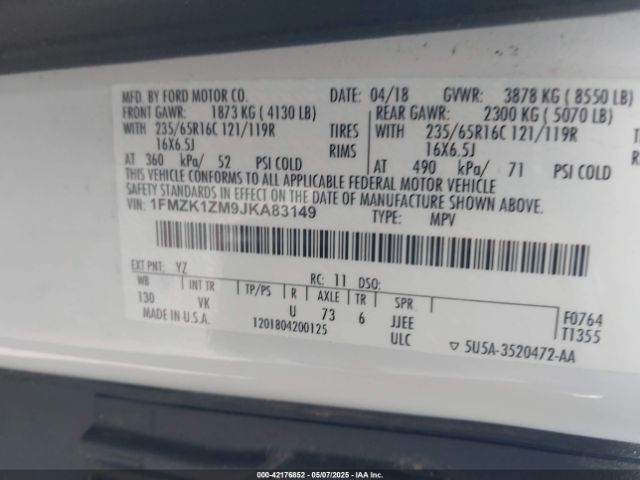 MFD. BY FORD MOTOR CO. DATE: 04/18 GVWR: 3878 KG ( 8550 LB)
FRONT GAWR: 1873 KG ( 4130 LB) REAR GAWR: 2300 KG ( 5070 LB)
WITH 235/65R16C 121/119R TIRES WITH 235/65R16C 121/119R TIRES
16X6.5J RIMS 16X6.5J
AT 360 kPa/ 52 PSI COLD AT 490 kPa/ 71 PSI COLD
THIS VEHICLE CONFORMS TO ALL APPLICABLE FEDERAL MOTOR VEHICLE
SAFETY STANDARDS IN EFFECT ON THE DATE OF MANUFACTURE SHOWN ABOVE.
VIN: 1FMZK1ZM9JKA83149 TYPE: MPV
EXT PNT: YZ RC: 11 DSO:
WB INT TR TP/PS R AXLE TR SPR
130 VK U 73 6 JJEE F0764
MADE IN U.S.A. 1201804200125 ULC T1355
▽ 5U5A-3520472-AA
42176852 05/07/2025 IAA Inc.